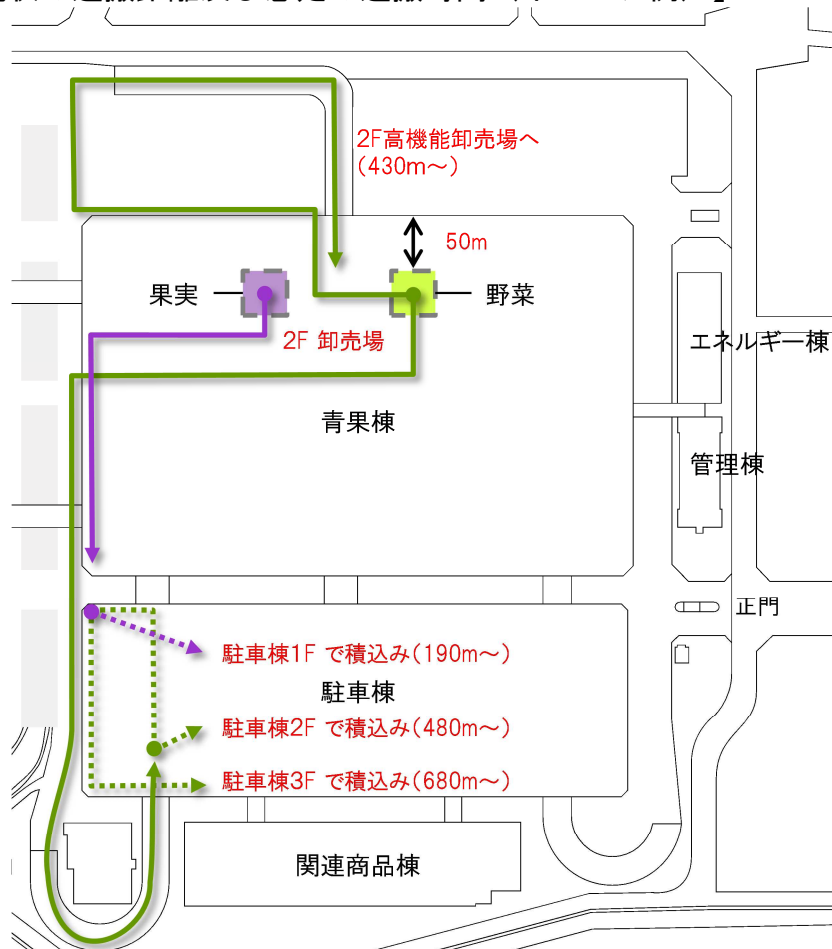 2F高機能卸売場へ
(430m～)
50m
果実
野菜
2F 卸売場
エネルギー棟
青果棟
管理棟
正門
駐車棟1F で積込み(190m～)
駐車棟
駐車棟2F で積込み(480m～)
駐車棟3F で積込み(680m～)
関連商品棟